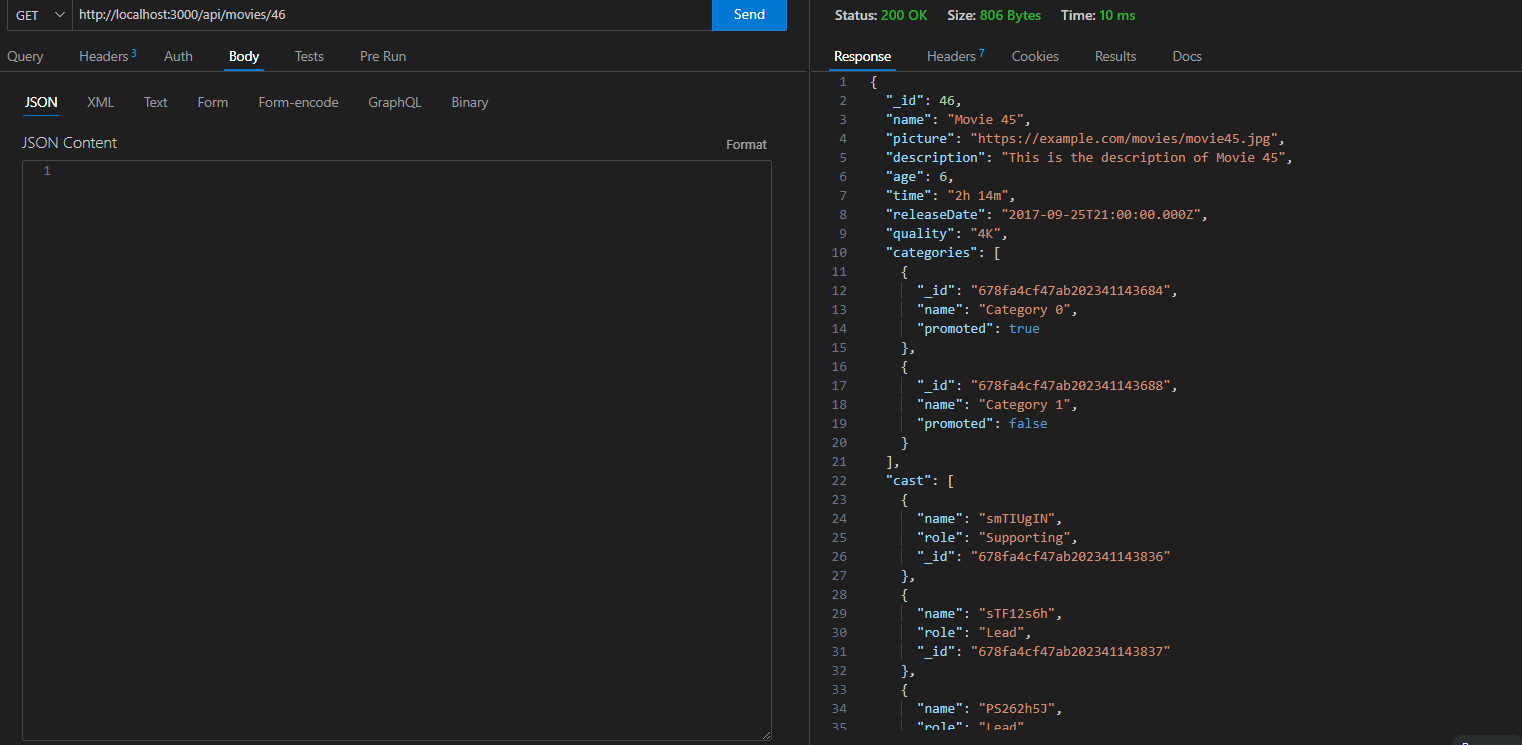 GET http://localhost:3000/api/movies/46 Send
Query Headers 3 Auth Body Tests Pre Run
JSON XML Text Form Form-encode GraphQL Binary
JSON Content Format
1
Status: 200 OK Size: 806 Bytes Time: 10 ms
Response Headers 7 Cookies Results Docs
1 {
2 "_id": 46,
3 "name": "Movie 45",
4 "picture": "https://example.com/movies/movie45.jpg",
5 "description": "This is the description of Movie 45",
6 "age": 6,
7 "time": "2h 14m",
8 "releaseDate": "2017-09-25T21:00:00.000Z",
9 "quality": "4K",
10 "categories": [
11 {
12 "_id": "678fa4cf47ab202341143684",
13 "name": "Category 0",
14 "promoted": true
15 },
16 {
17 "_id": "678fa4cf47ab202341143688",
18 "name": "Category 1",
19 "promoted": false
20 }
21 ],
22 "cast": [
23 {
24 "name": "smTIUgIN",
25 "role": "Supporting",
26 "_id": "678fa4cf47ab202341143836"
27 },
28 {
29 "name": "sTF12s6h",
30 "role": "Lead",
31 "_id": "678fa4cf47ab202341143837"
32 },
33 {
34 "name": "PS262h5J",
35 "role": "Lead"